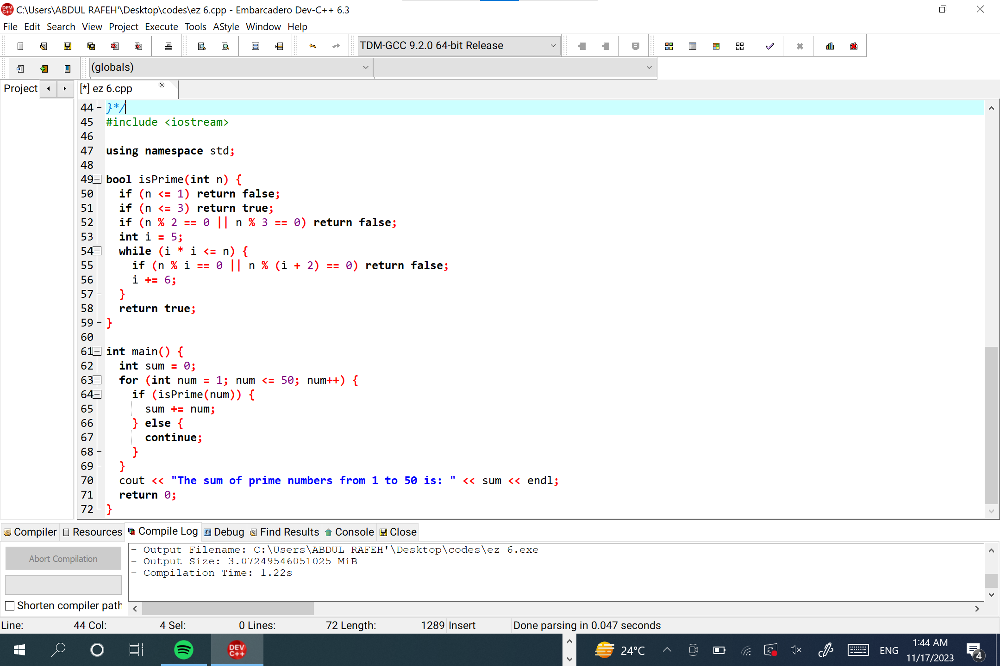 C:\Users\ABDUL RAFEH'\Desktop\codes\ez 6.cpp - Embarcadero Dev-C++ 6.3
File Edit Search View Project Execute Tools AStyle Window Help
TDM-GCC 9.2.0 64-bit Release
(globals)
Project [*] ez 6.cpp
44 }*/
45 #include <iostream>
46
47 using namespace std;
48
49 bool isPrime(int n) {
50   if (n <= 1) return false;
51   if (n <= 3) return true;
52   if (n % 2 == 0 || n % 3 == 0) return false;
53   int i = 5;
54   while (i * i <= n) {
55     if (n % i == 0 || n % (i + 2) == 0) return false;
56     i += 6;
57   }
58   return true;
59 }
60
61 int main() {
62   int sum = 0;
63   for (int num = 1; num <= 50; num++) {
64     if (isPrime(num)) {
65       sum += num;
66     } else {
67       continue;
68     }
69   }
70   cout << "The sum of prime numbers from 1 to 50 is: " << sum << endl;
71   return 0;
72 }
Compiler Resources Compile Log Debug Find Results Console Close
Abort Compilation
Shorten compiler path
- Output Filename: C:\Users\ABDUL RAFEH'\Desktop\codes\ez 6.exe
- Output Size: 3.07249546051025 MiB
- Compilation Time: 1.22s
Line: 44 Col: 4 Sel: 0 Lines: 72 Length: 1289 Insert Done parsing in 0.047 seconds
DEV C++
24°C
ENG
1:44 AM
11/17/2023
4